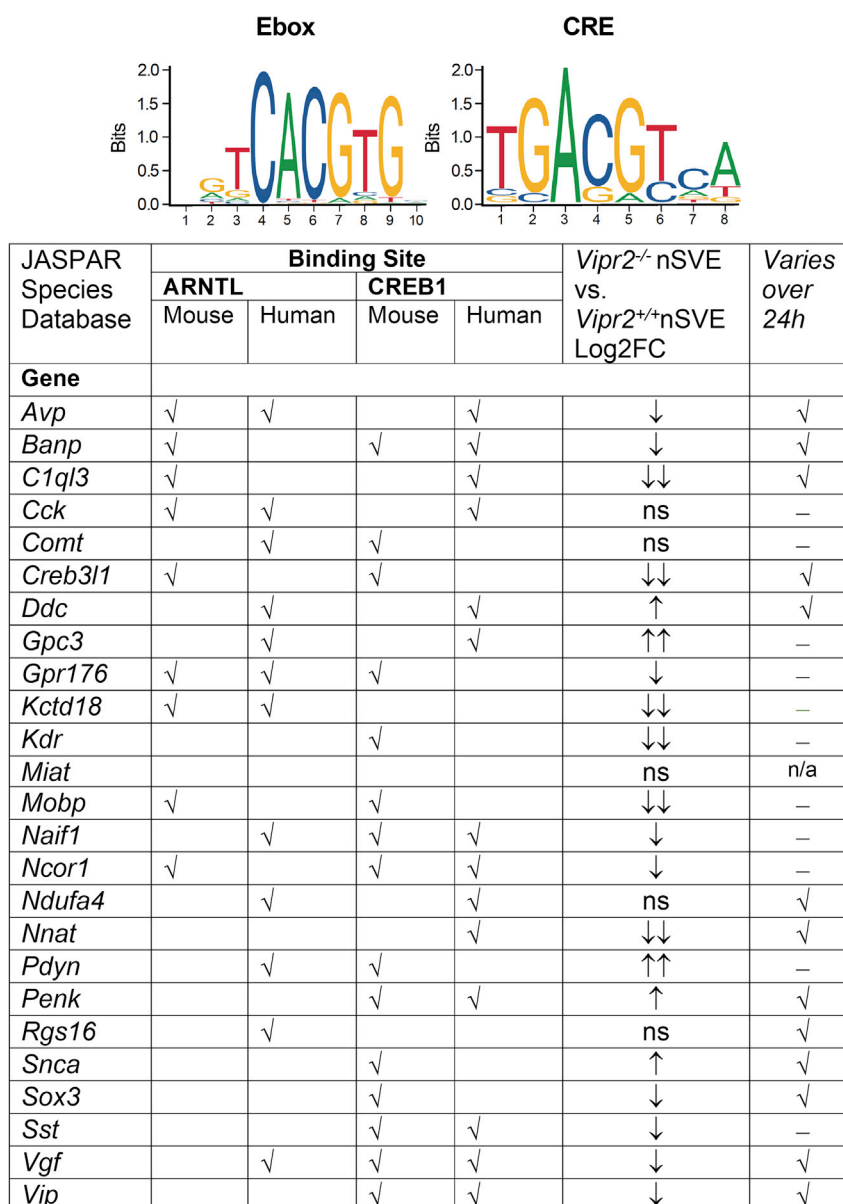 Ebox CRE
2.0 2.0
1.5 1.5
1.0 1.0
0.5 0.5
0.0 0.0
Bits Bits
G T C A C G T G
1 2 3 4 5 6 7 8 9 10
T G A C G T C A
1 2 3 4 5 6 7 8
JASPAR Species Database Binding Site Vipr2-/- nSVE vs. Vipr2+/+nSVE Log2FC Varies over 24h
ARNTL CREB1
Mouse Human Mouse Human
Gene
Avp √ √ √ ↓ √
Banp √ √ √ ↓ √
C1ql3 √ √ ↓↓ √
Cck √ √ √ ns –
Comt √ √ ns –
Creb3l1 √ √ ↓↓ √
Ddc √ √ ↑ √
Gpc3 √ √ ↑↑ –
Gpr176 √ √ √ ↓ –
Kctd18 √ √ ↓↓ –
Kdr √ ↓↓ –
Miat ns n/a
Mobp √ √ ↓↓ –
Naif1 √ √ √ ↓ –
Ncor1 √ √ √ ↓ –
Ndufa4 √ √ ns √
Nnat √ ↓↓ √
Pdyn √ √ ↑↑ –
Penk √ √ ↑ √
Rgs16 √ ns √
Snca √ ↑ √
Sox3 √ ↓ √
Sst √ √ ↓ –
Vgf √ √ √ ↓ √
Vip √ √ ↓ √